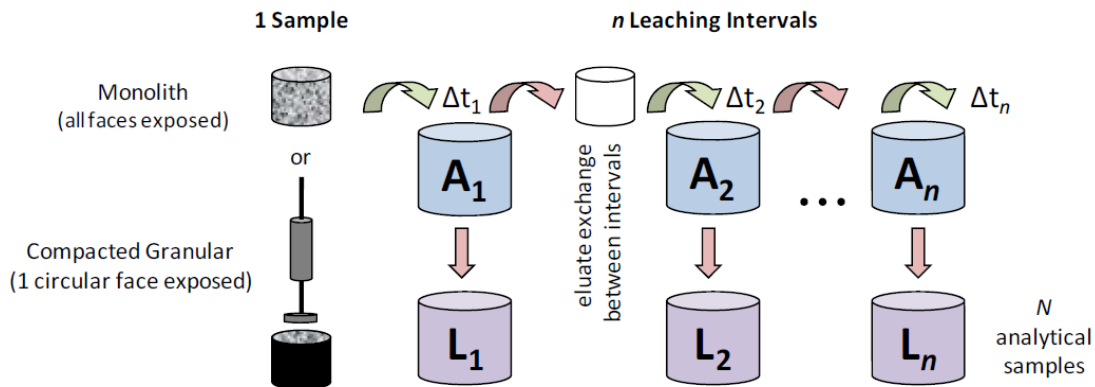 1 Sample
n Leaching Intervals
Monolith
(all faces exposed)
or
Compacted Granular
(1 circular face exposed)
Δt₁
Δt₂
Δtₙ
A₁
eluate exchange
between intervals
A₂
...
Aₙ
L₁
L₂
Lₙ
N
analytical
samples